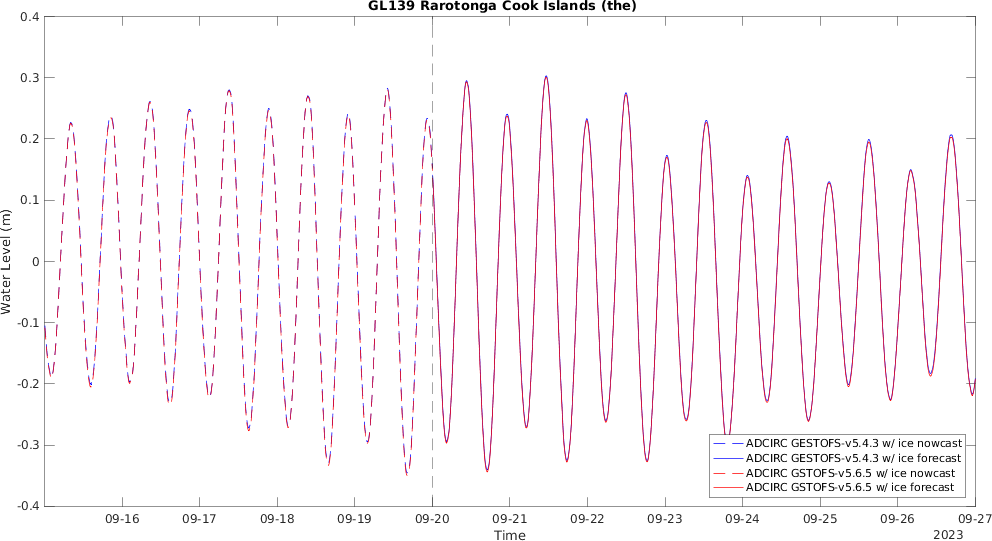 GL139 Rarotonga Cook Islands (the)
Water Level (m)
0.4
0.3
0.2
0.1
0
-0.1
-0.2
-0.3
-0.4
ADCIRC GESTOFS-v5.4.3 w/ ice nowcast
ADCIRC GESTOFS-v5.4.3 w/ ice forecast
ADCIRC GSTOFS-v5.6.5 w/ ice nowcast
ADCIRC GSTOFS-v5.6.5 w/ ice forecast
09-16 09-17 09-18 09-19 09-20 09-21 09-22 09-23 09-24 09-25 09-26 09-27
Time
2023